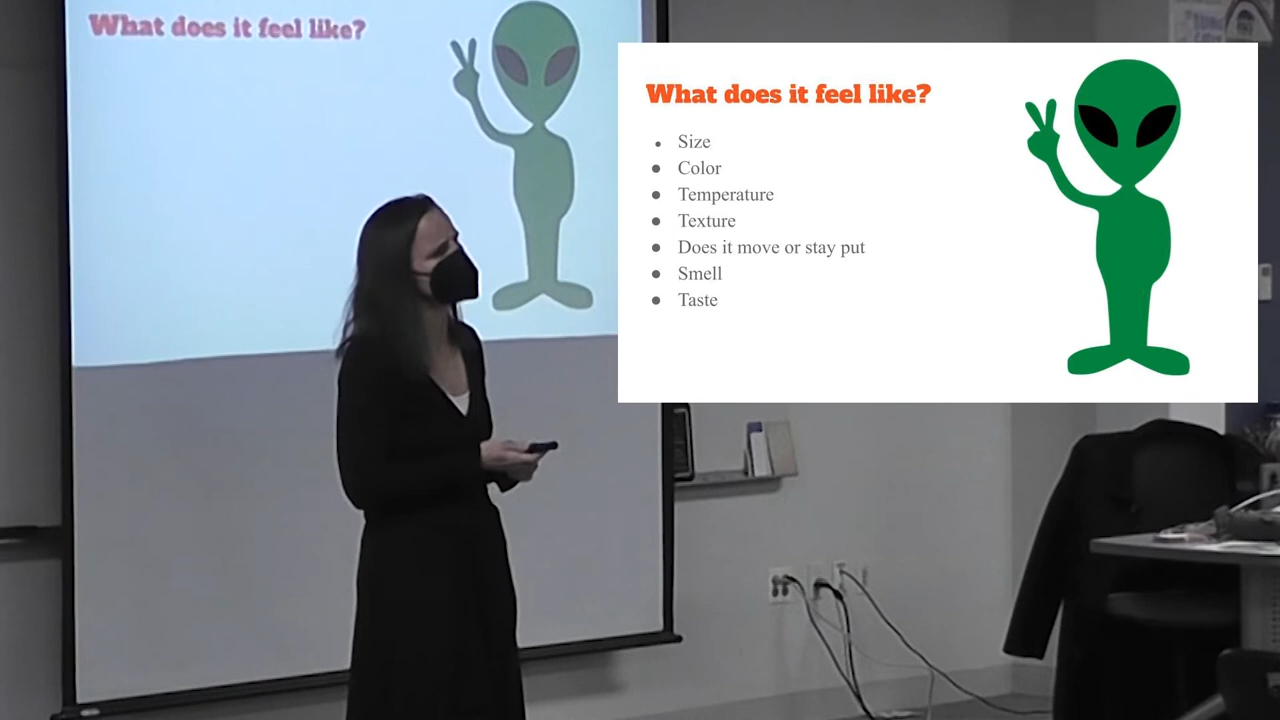 What does it feel like?
What does it feel like?
Size
Color
Temperature
Texture
Does it move or stay put
Smell
Taste